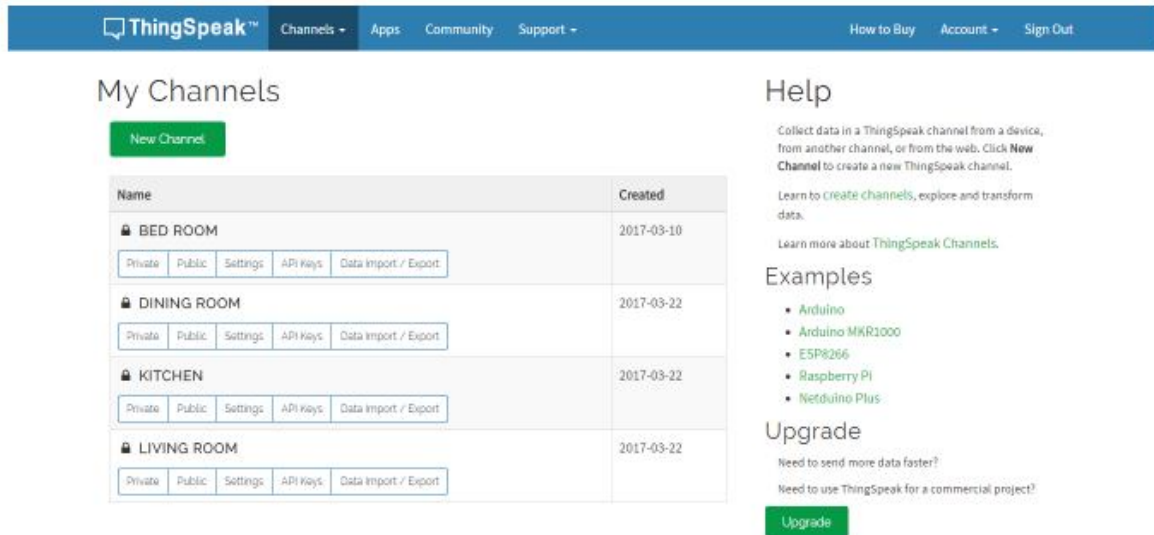 ThingSpeak™ Channels Apps Community Support How to Buy Account Sign Out
My Channels
New Channel
Name Created
BED ROOM 2017-03-10
Private Public Settings API Keys Data Import / Export
DINING ROOM 2017-03-22
Private Public Settings API Keys Data Import / Export
KITCHEN 2017-03-22
Private Public Settings API Keys Data Import / Export
LIVING ROOM 2017-03-22
Private Public Settings API Keys Data Import / Export
Help
Collect data in a ThingSpeak channel from a device,
from another channel, or from the web. Click New
Channel to create a new ThingSpeak channel.
Learn to create channels, explore and transform
data.
Learn more about ThingSpeak Channels.
Examples
• Arduino
• Arduino MKR1000
• ESP8266
• Raspberry Pi
• Netduino Plus
Upgrade
Need to send more data faster?
Need to use ThingSpeak for a commercial project?
Upgrade